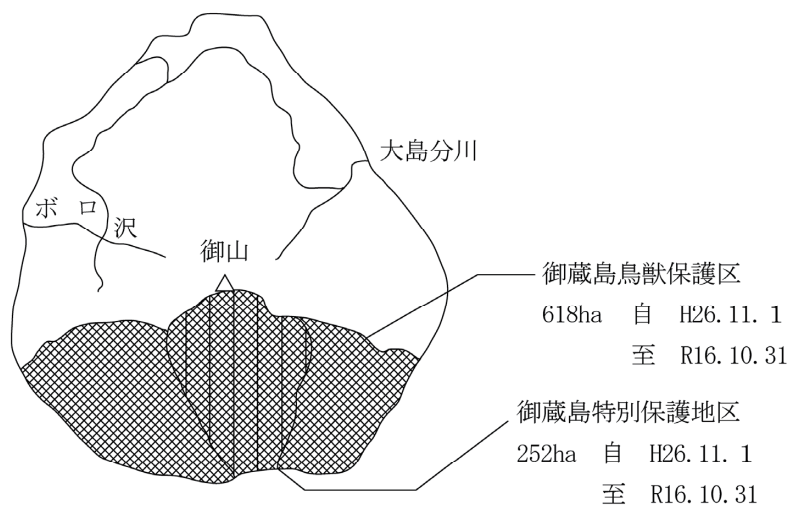 大島分川
ボロ沢
御山
御蔵島鳥獣保護区
618ha 自 H26.11.1
至 R16.10.31
御蔵島特別保護地区
252ha 自 H26.11.1
至 R16.10.31